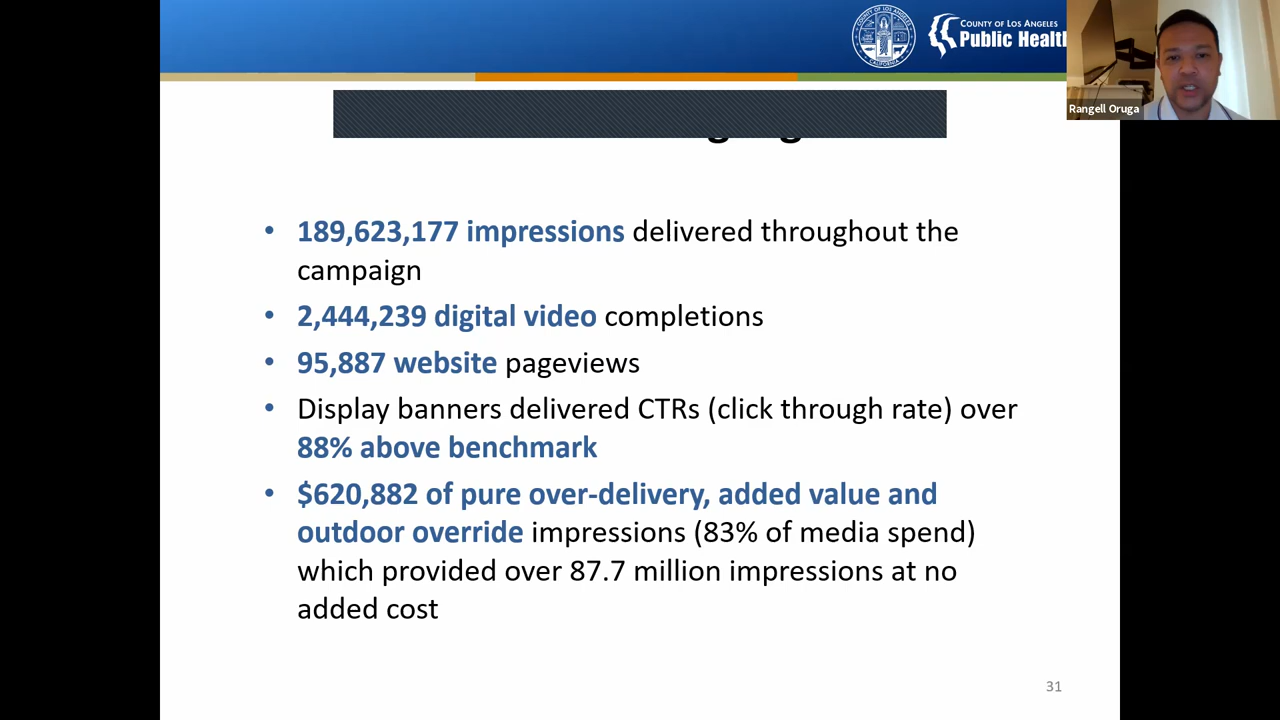 COUNTY OF LOS ANGELES
Public Health
Rangell Oruga
• 189,623,177 impressions delivered throughout the
campaign
• 2,444,239 digital video completions
• 95,887 website pageviews
• Display banners delivered CTRs (click through rate) over
88% above benchmark
• $620,882 of pure over-delivery, added value and
outdoor override impressions (83% of media spend)
which provided over 87.7 million impressions at no
added cost
31